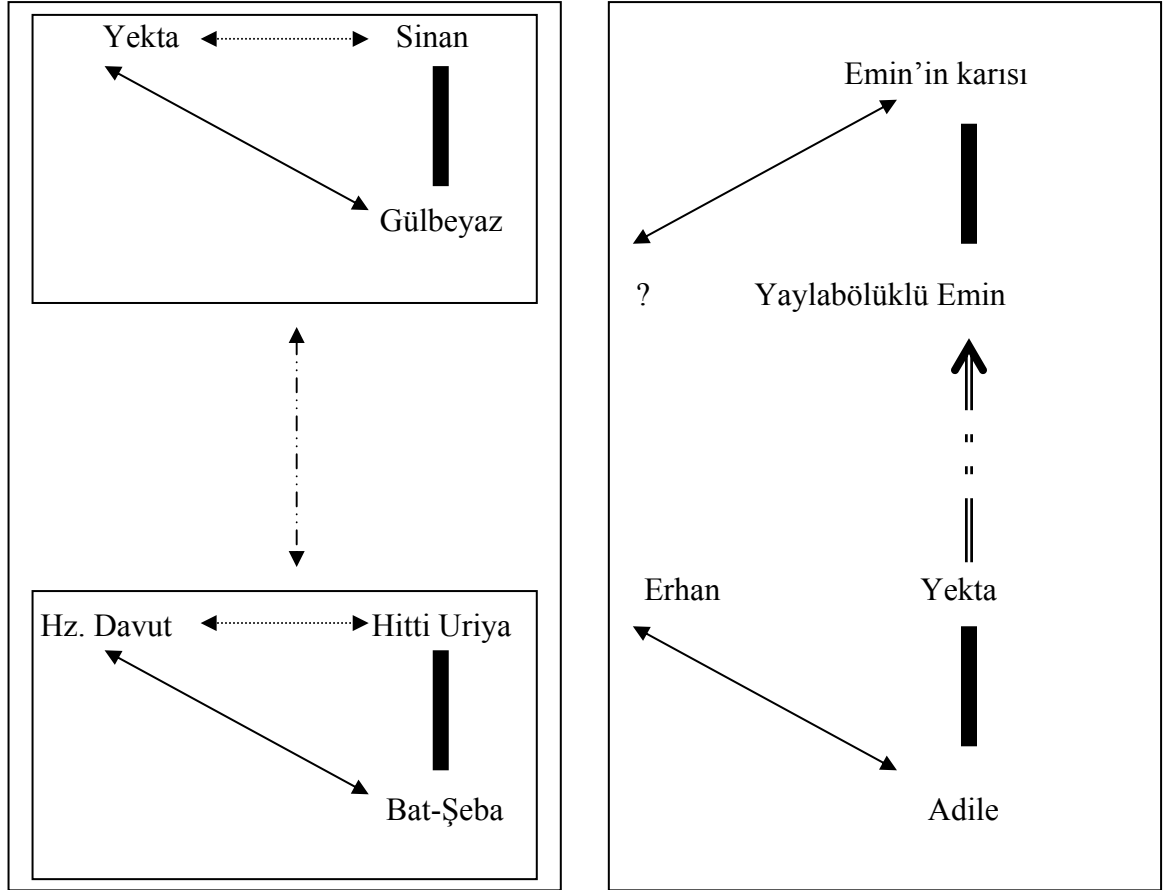 Yekta Sinan
Gülbeyaz
Hz. Davut Hitti Uriya
Bat-Şeba
Emin’in karısı
? Yaylabölüklü Emin
Erhan Yekta
Adile